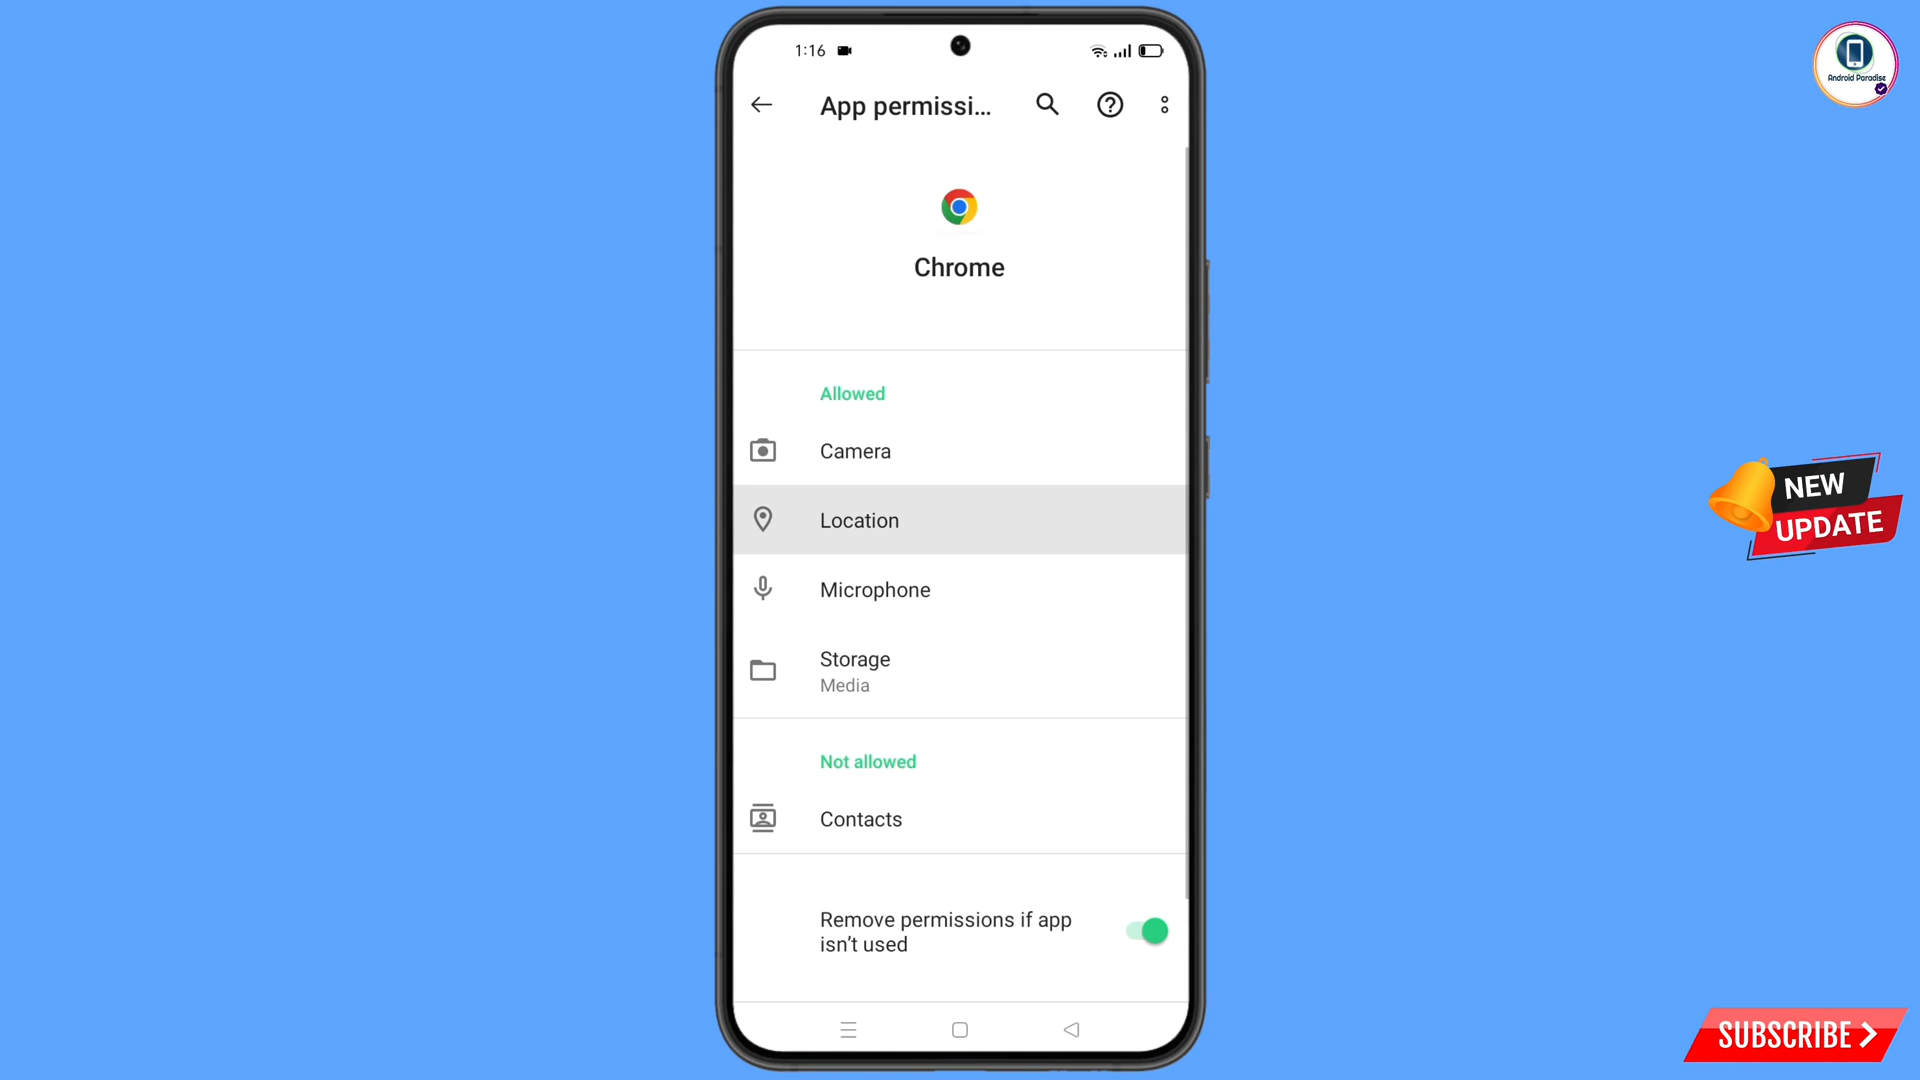 1:16
App permissi...
Chrome
Allowed
Camera
Location
Microphone
Storage
Media
Not allowed
Contacts
Remove permissions if app
isn't used
Android Paradise
NEW
UPDATE
SUBSCRIBE